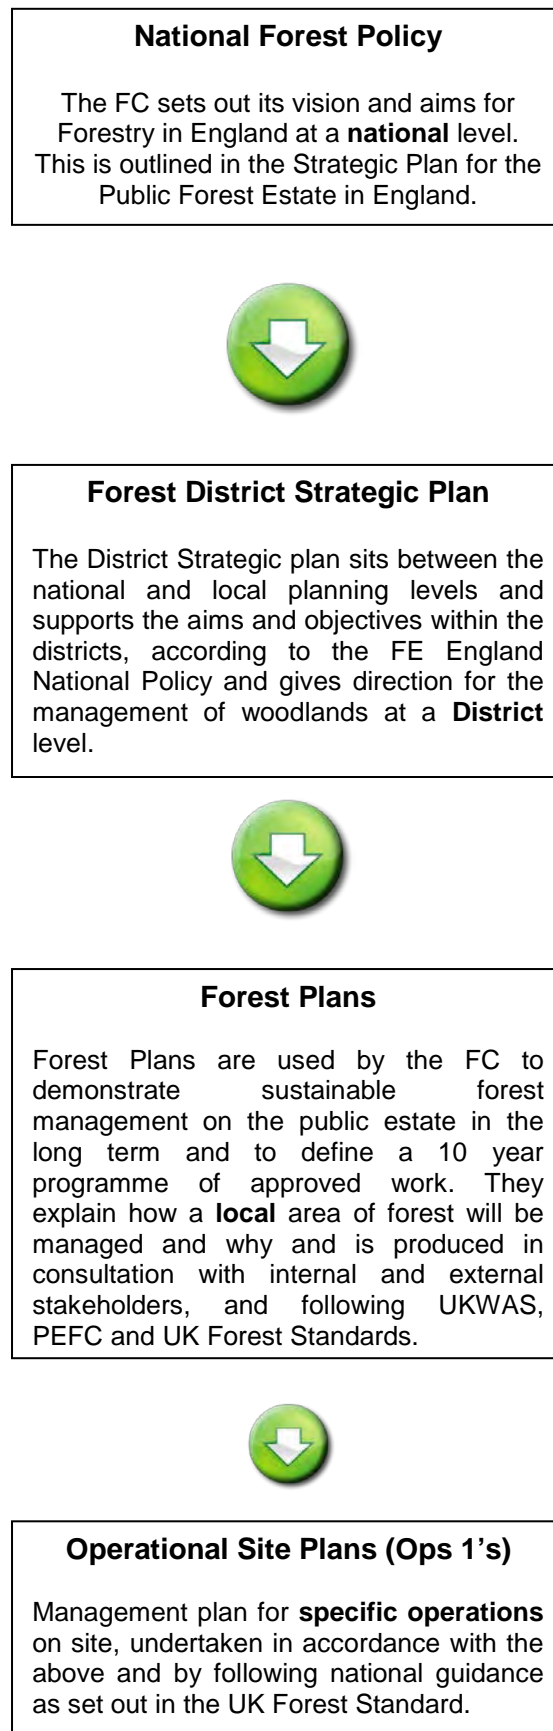 National Forest Policy
The FC sets out its vision and aims for
Forestry in England at a national level.
This is outlined in the Strategic Plan for the
Public Forest Estate in England.
Forest District Strategic Plan
The District Strategic plan sits between the
national and local planning levels and
supports the aims and objectives within the
districts, according to the FE England
National Policy and gives direction for the
management of woodlands at a District
level.
Forest Plans
Forest Plans are used by the FC to
demonstrate sustainable forest
management on the public estate in the
long term and to define a 10 year
programme of approved work. They
explain how a local area of forest will be
managed and why and is produced in
consultation with internal and external
stakeholders, and following UKWAS,
PEFC and UK Forest Standards.
Operational Site Plans (Ops 1’s)
Management plan for specific operations
on site, undertaken in accordance with the
above and by following national guidance
as set out in the UK Forest Standard.